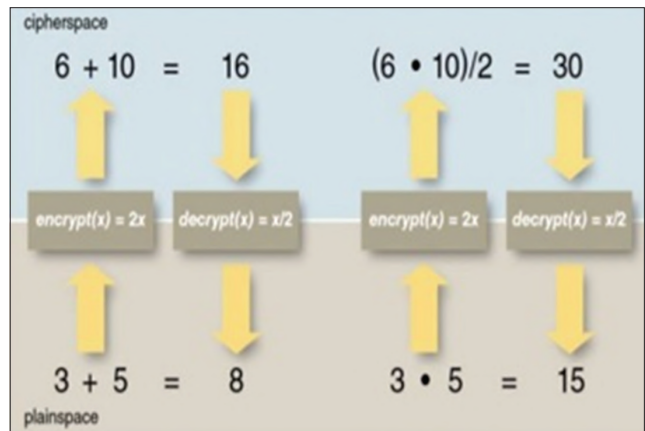 cipherspace
6 + 10 = 16 (6 • 10)/2 = 30
encrypt(x) = 2x decrypt(x) = x/2 encrypt(x) = 2x decrypt(x) = x/2
3 + 5 = 8 3 • 5 = 15
plainspace